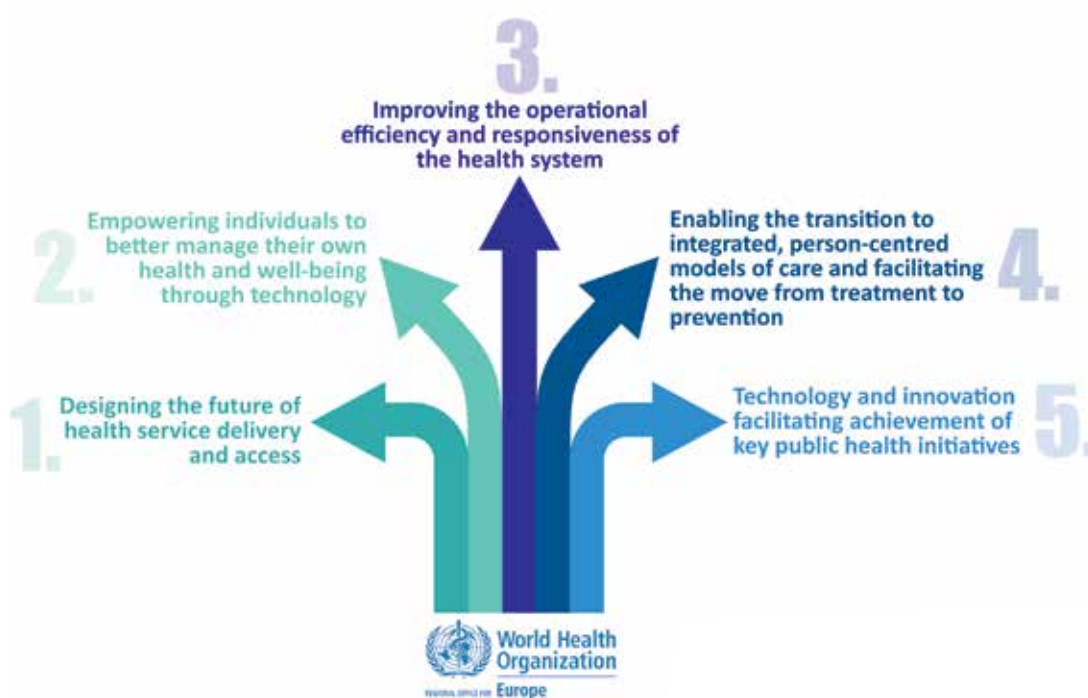 3.
Improving the operational
efficiency and responsiveness of
the health system
2.
Empowering individuals to
better manage their own
health and well-being
through technology
Enabling the transition to
integrated, person-centred
models of care and facilitating
the move from treatment to
prevention
4.
1.
Designing the future of
health service delivery
and access
Technology and innovation
facilitating achievement of
key public health initiatives
5.
World Health
Organization
REGIONAL OFFICE FOR Europe